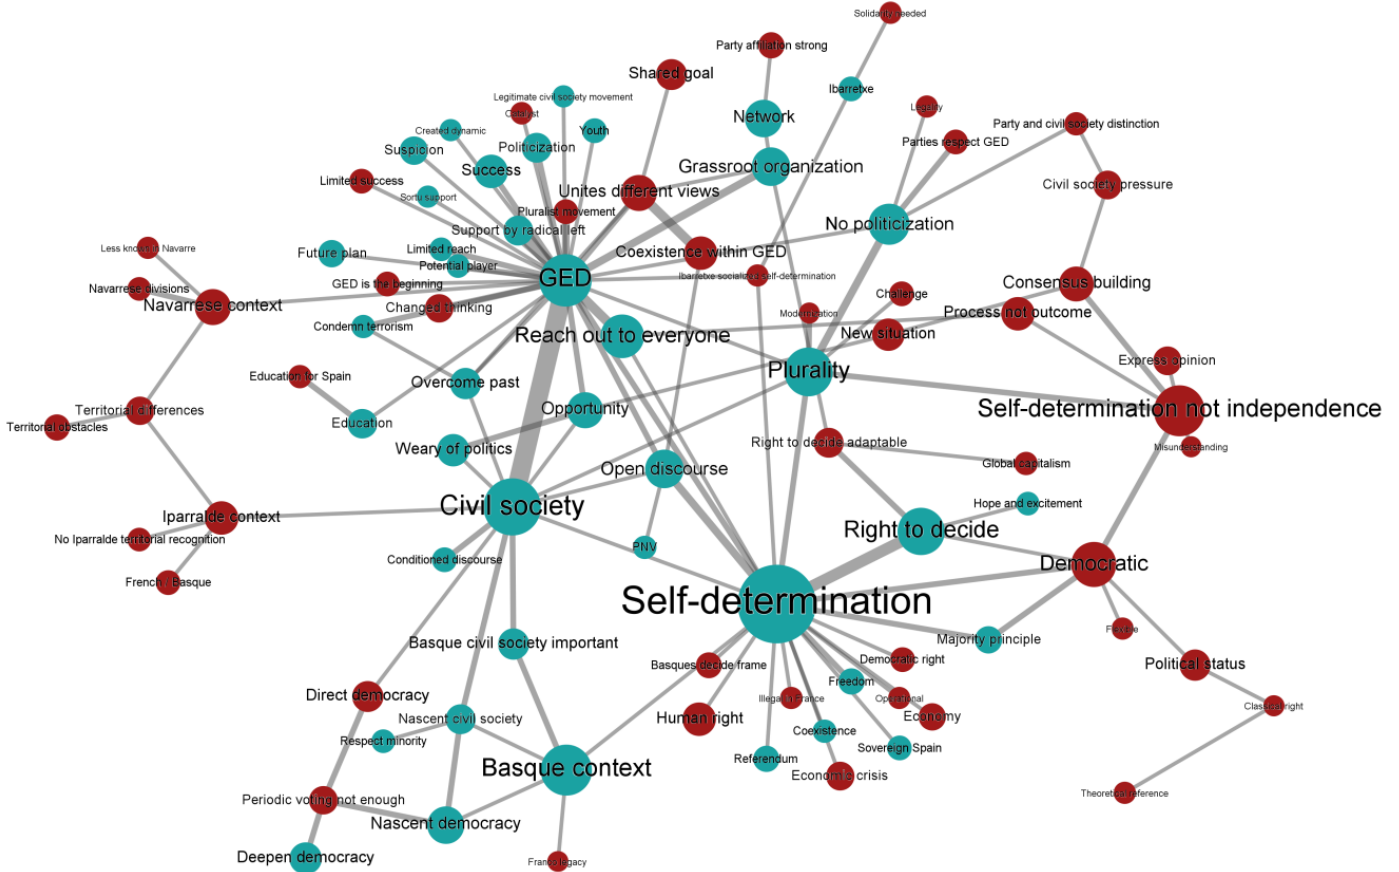 Solidarity needed
Party affiliation strong
Shared goal
Ibarretxe
Legitimate civil society movement
Catalyst
Legality
Network
Created dynamic
Youth
Party and civil society distinction
Politicization
Parties respect GED
Suspicion
Success
Grassroot organization
Limited success
Civil society pressure
Unites different views
Sortu support
Pluralist movement
No politicization
Support by radical left
Less known in Navarre
Limited reach
Future plan
Coexistence within GED
Potential player
GED
Ibarretxe socialized self-determination
GED is the beginning
Consensus building
Navarrese divisions
Challenge
Navarrese context
Changed thinking
Modernisation
Process not outcome
Condemn terrorism
Reach out to everyone
New situation
Express opinion
Plurality
Education for Spain
Overcome past
Territorial differences
Opportunity
Self-determination not independence
Education
Territorial obstacles
Right to decide adaptable
Misunderstanding
Weary of politics
Global capitalism
Open discourse
Hope and excitement
Civil society
Iparralde context
Right to decide
No Iparralde territorial recognition
PNV
Conditioned discourse
Democratic
French / Basque
Self-determination
Flexible
Majority principle
Basque civil society important
Democratic right
Basques decide frame
Political status
Freedom
Direct democracy
Illegal in France
Optional
Classical right
Nascent civil society
Human right
Economy
Coexistence
Respect minority
Sovereign Spain
Referendum
Basque context
Economic crisis
Theoretical reference
Periodic voting not enough
Nascent democracy
Deepen democracy
Franco legacy